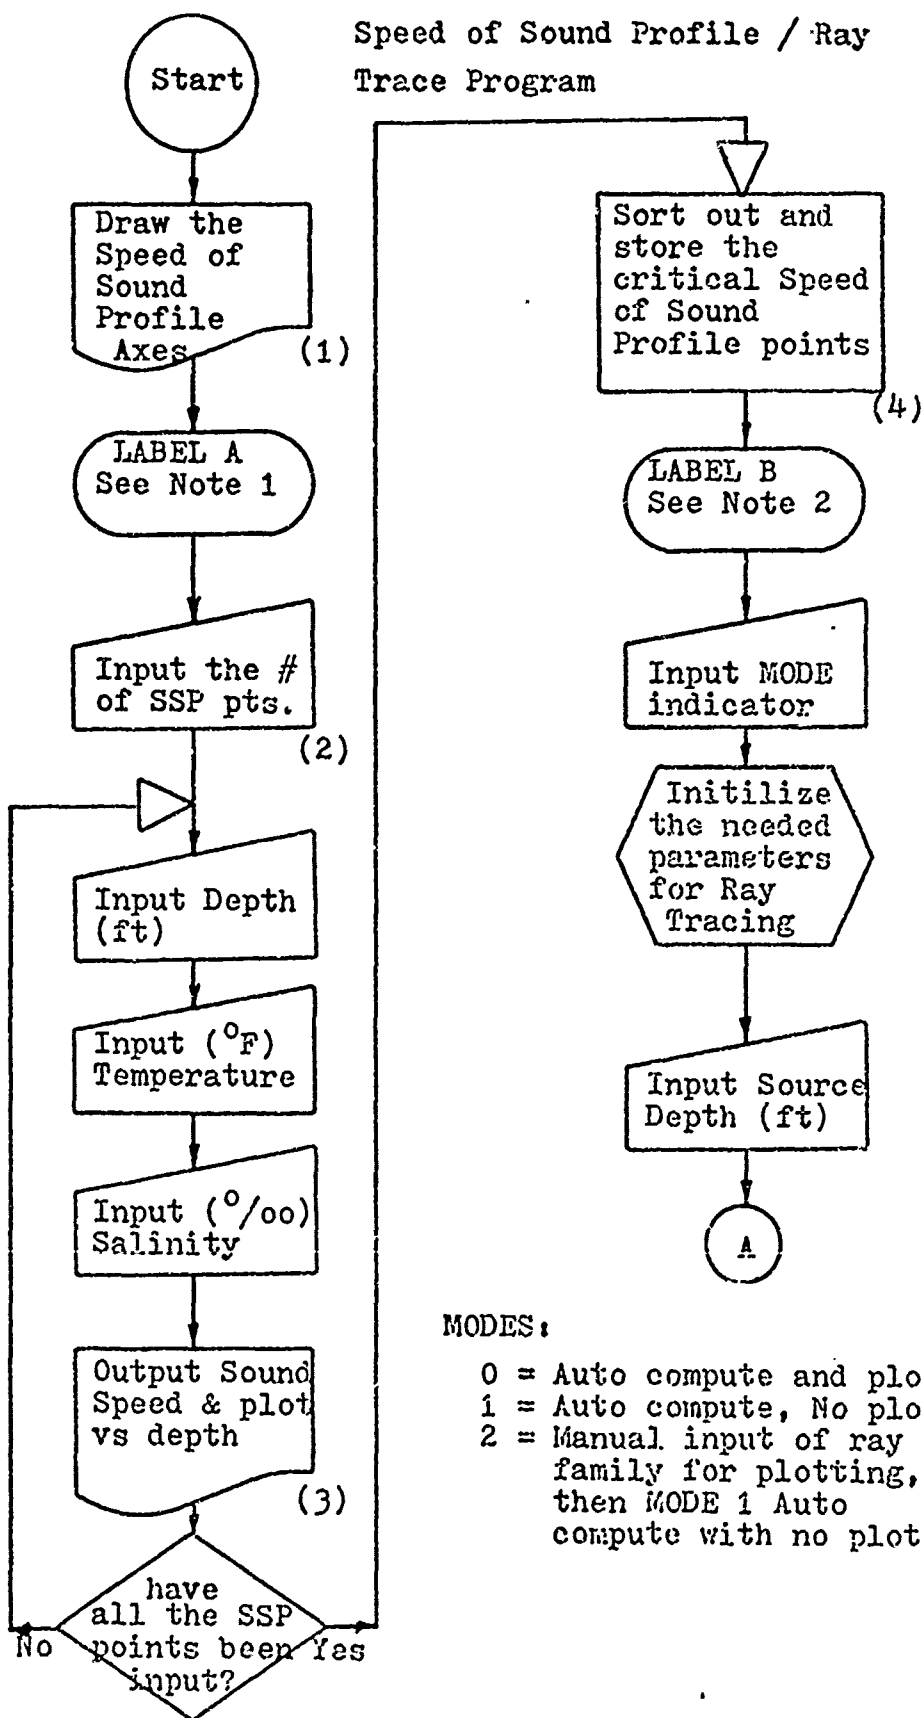 Speed of Sound Profile / Ray
Trace Program
Start
Draw the
Speed of
Sound
Profile
Axes
(1)
LABEL A
See Note 1
Input the #
of SSP pts.
(2)
Input Depth
(ft)
Input (°F)
Temperature
Input (°/oo)
Salinity
Output Sound
Speed & plot
vs depth
(3)
have
all the SSP
points been
input?
No
Yes
Sort out and
store the
critical Speed
of Sound
Profile points
(4)
LABEL B
See Note 2
Input MODE
indicator
Initilize
the needed
parameters
for Ray
Tracing
Input Source
Depth (ft)
A
MODES:
0 = Auto compute and plo
1 = Auto compute, No plo
2 = Manual input of ray
family for plotting,
then MODE 1 Auto
compute with no plot